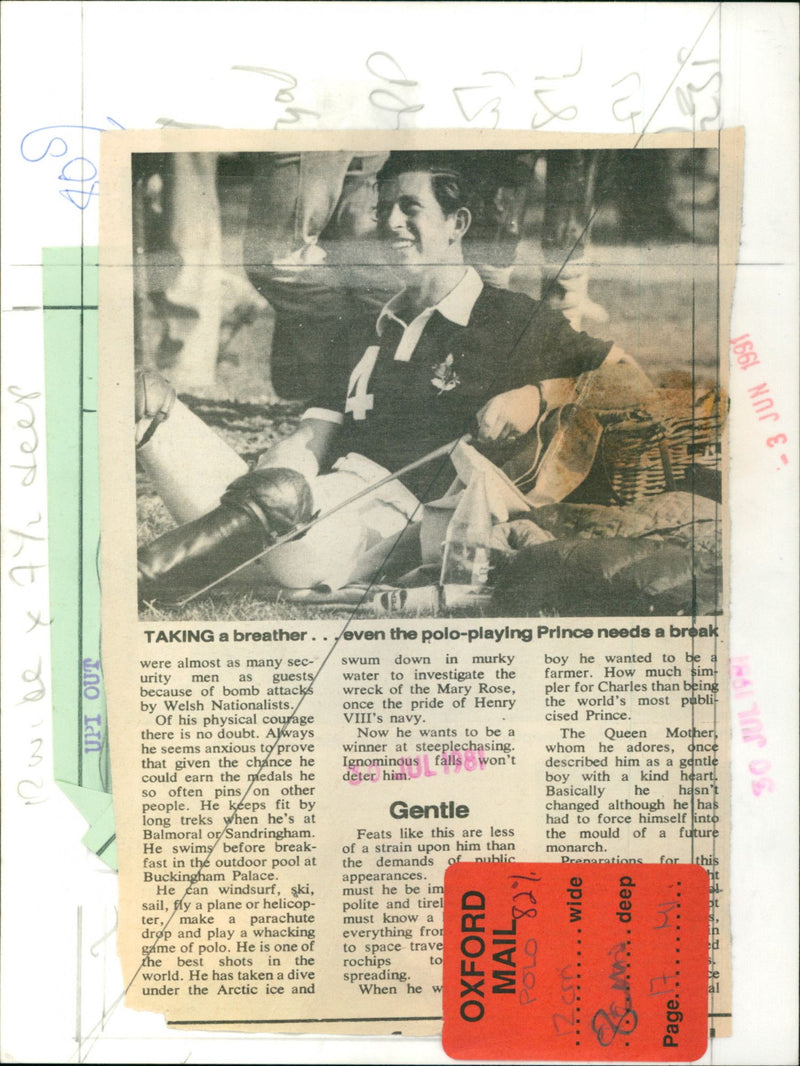 4
TAKING a breather . . . even the polo-playing Prince needs a break
were almost as many sec-
urity men as guests
because of bomb attacks
by Welsh Nationalists.
Of his physical courage
there is no doubt. Always
he seems anxious to prove
that given the chance he
could earn the medals he
so often pins on other
people. He keeps fit by
long treks when he's at
Balmoral or Sandringham.
He swims before break-
fast in the outdoor pool at
Buckingham Palace.
He can windsurf, ski,
sail, fly a plane or helicop-
ter, make a parachute
drop and play a whacking
game of polo. He is one of
the best shots in the
world. He has taken a dive
under the Arctic ice and
swum down in murky
water to investigate the
wreck of the Mary Rose,
once the pride of Henry
VIII's navy.
Now he wants to be a
winner at steeplechasing.
Ignominous falls won't
deter him.
Gentle
Feats like this are less
of a strain upon him than
the demands of public
appearances.
must he be im
polite and tirel
must know a
everything fro
to space trave
rochips to
spreading.
When he w
boy he wanted to be a
farmer. How much sim-
pler for Charles than being
the world's most publi-
cised Prince.
The Queen Mother,
whom he adores, once
described him as a gentle
boy with a kind heart.
Basically he hasn't
changed although he has
had to force himself into
the mould of a future
monarch.
Preparations for this
30 JUL 1981
30 JUL 1981
- 3 JUN 1991
UPI OUT
OXFORD
MAIL
POLO 82%
12 cm wide
deep
Page 17